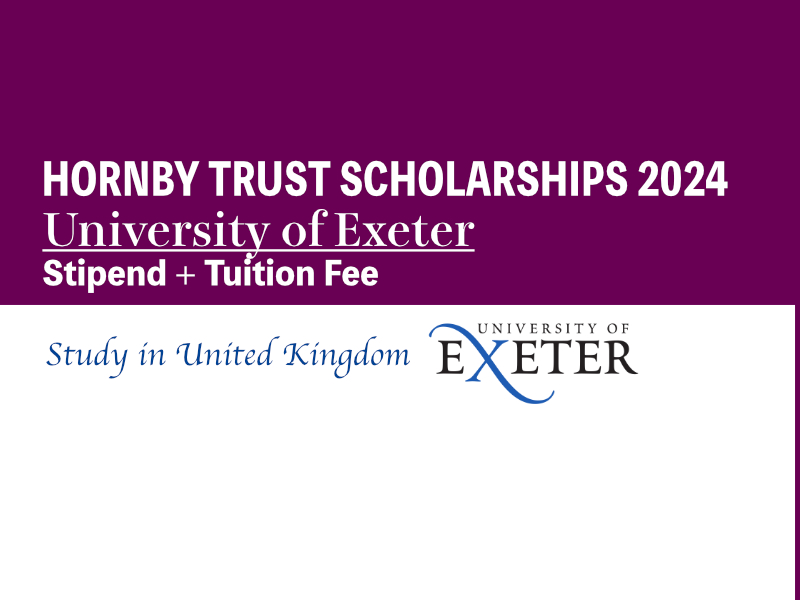 HORNBY TRUST SCHOLARSHIPS 2024
University of Exeter
Stipend + Tuition Fee
Study in United Kingdom
UNIVERSITY OF
EXETER